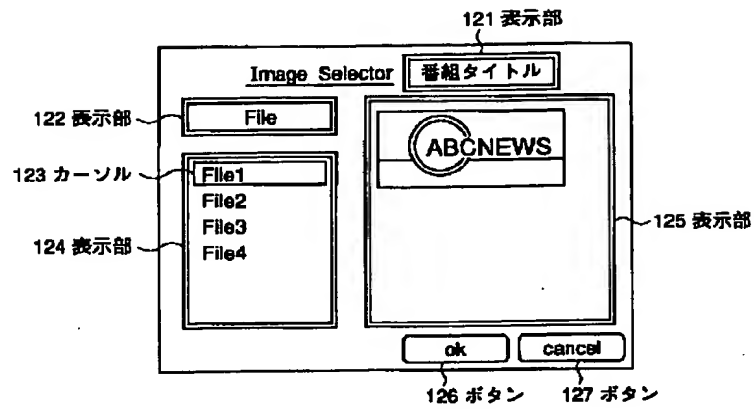 121 表示部
Image Selector 番組タイトル
122 表示部
File
ABCNEWS
123 カーソル
File1
File2
File3
File4
124 表示部
125 表示部
ok
cancel
126 ボタン
127 ボタン